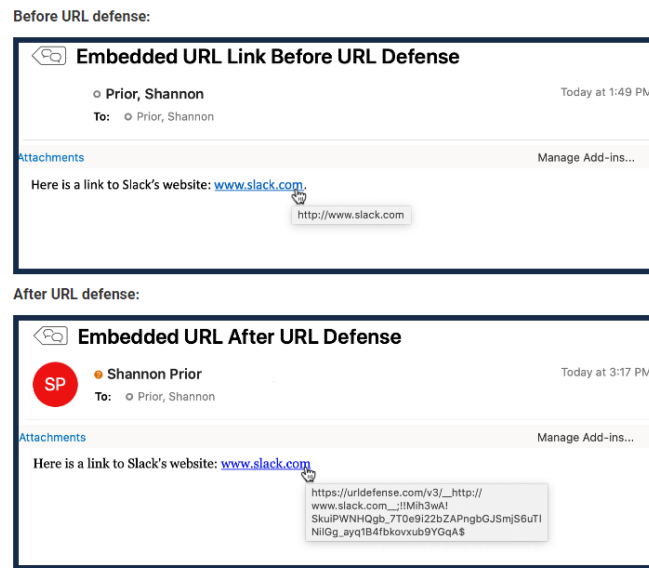 Before URL defense:
Embedded URL Link Before URL Defense
Prior, Shannon
Today at 1:49 PM
To: Prior, Shannon
Attachments
Manage Add-ins...
Here is a link to Slack's website: www.slack.com.
http://www.slack.com
After URL defense:
Embedded URL After URL Defense
SP
Shannon Prior
Today at 3:17 PM
To: Prior, Shannon
Attachments
Manage Add-ins...
Here is a link to Slack's website: www.slack.com
https://urldefense.com/v3/__http://
www.slack.com__;!!Mih3wA!
SkuiPWNHQgb_7T0e9i22bZAPngbGJSmjS6uTI
NilGg_ayq1B4fbkovxub9YGqA$